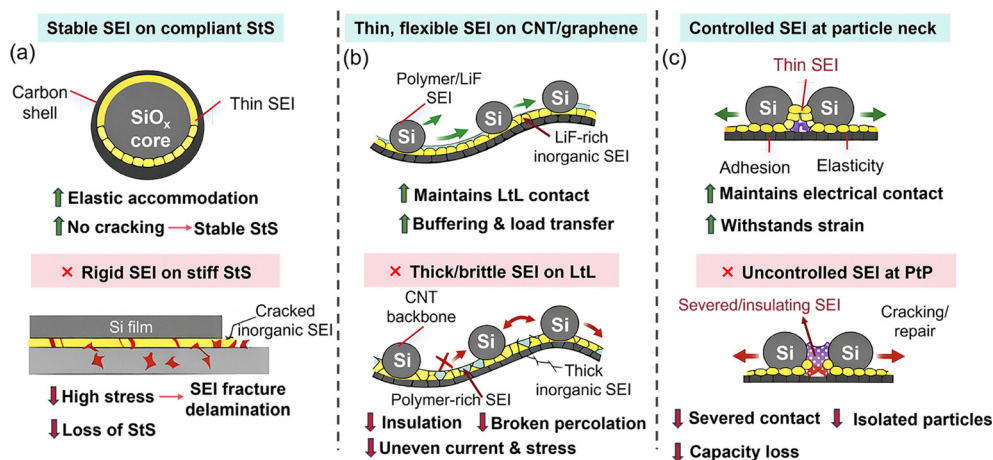 Stable SEI on compliant StS
(a)
Carbon
shell
SiOx
core
Thin SEI
Elastic accommodation
No cracking → Stable StS
× Rigid SEI on stiff StS
Si film
Cracked
inorganic SEI
High stress → SEI fracture
delamination
Loss of StS
Thin, flexible SEI on CNT/graphene
(b)
Polymer/LiF
SEI
Si
Si
Si
LiF-rich
inorganic SEI
Maintains LtL contact
Buffering & load transfer
× Thick/brittle SEI on LtL
CNT
backbone
Si
Si
Si
Thick
inorganic SEI
Polymer-rich SEI
Insulation
Broken percolation
Uneven current & stress
Controlled SEI at particle neck
(c)
Thin SEI
Si
Si
Adhesion
Elasticity
Maintains electrical contact
Withstands strain
× Uncontrolled SEI at PtP
Severed/insulating SEI
Cracking/
repair
Si
Si
Severed contact
Isolated particles
Capacity loss